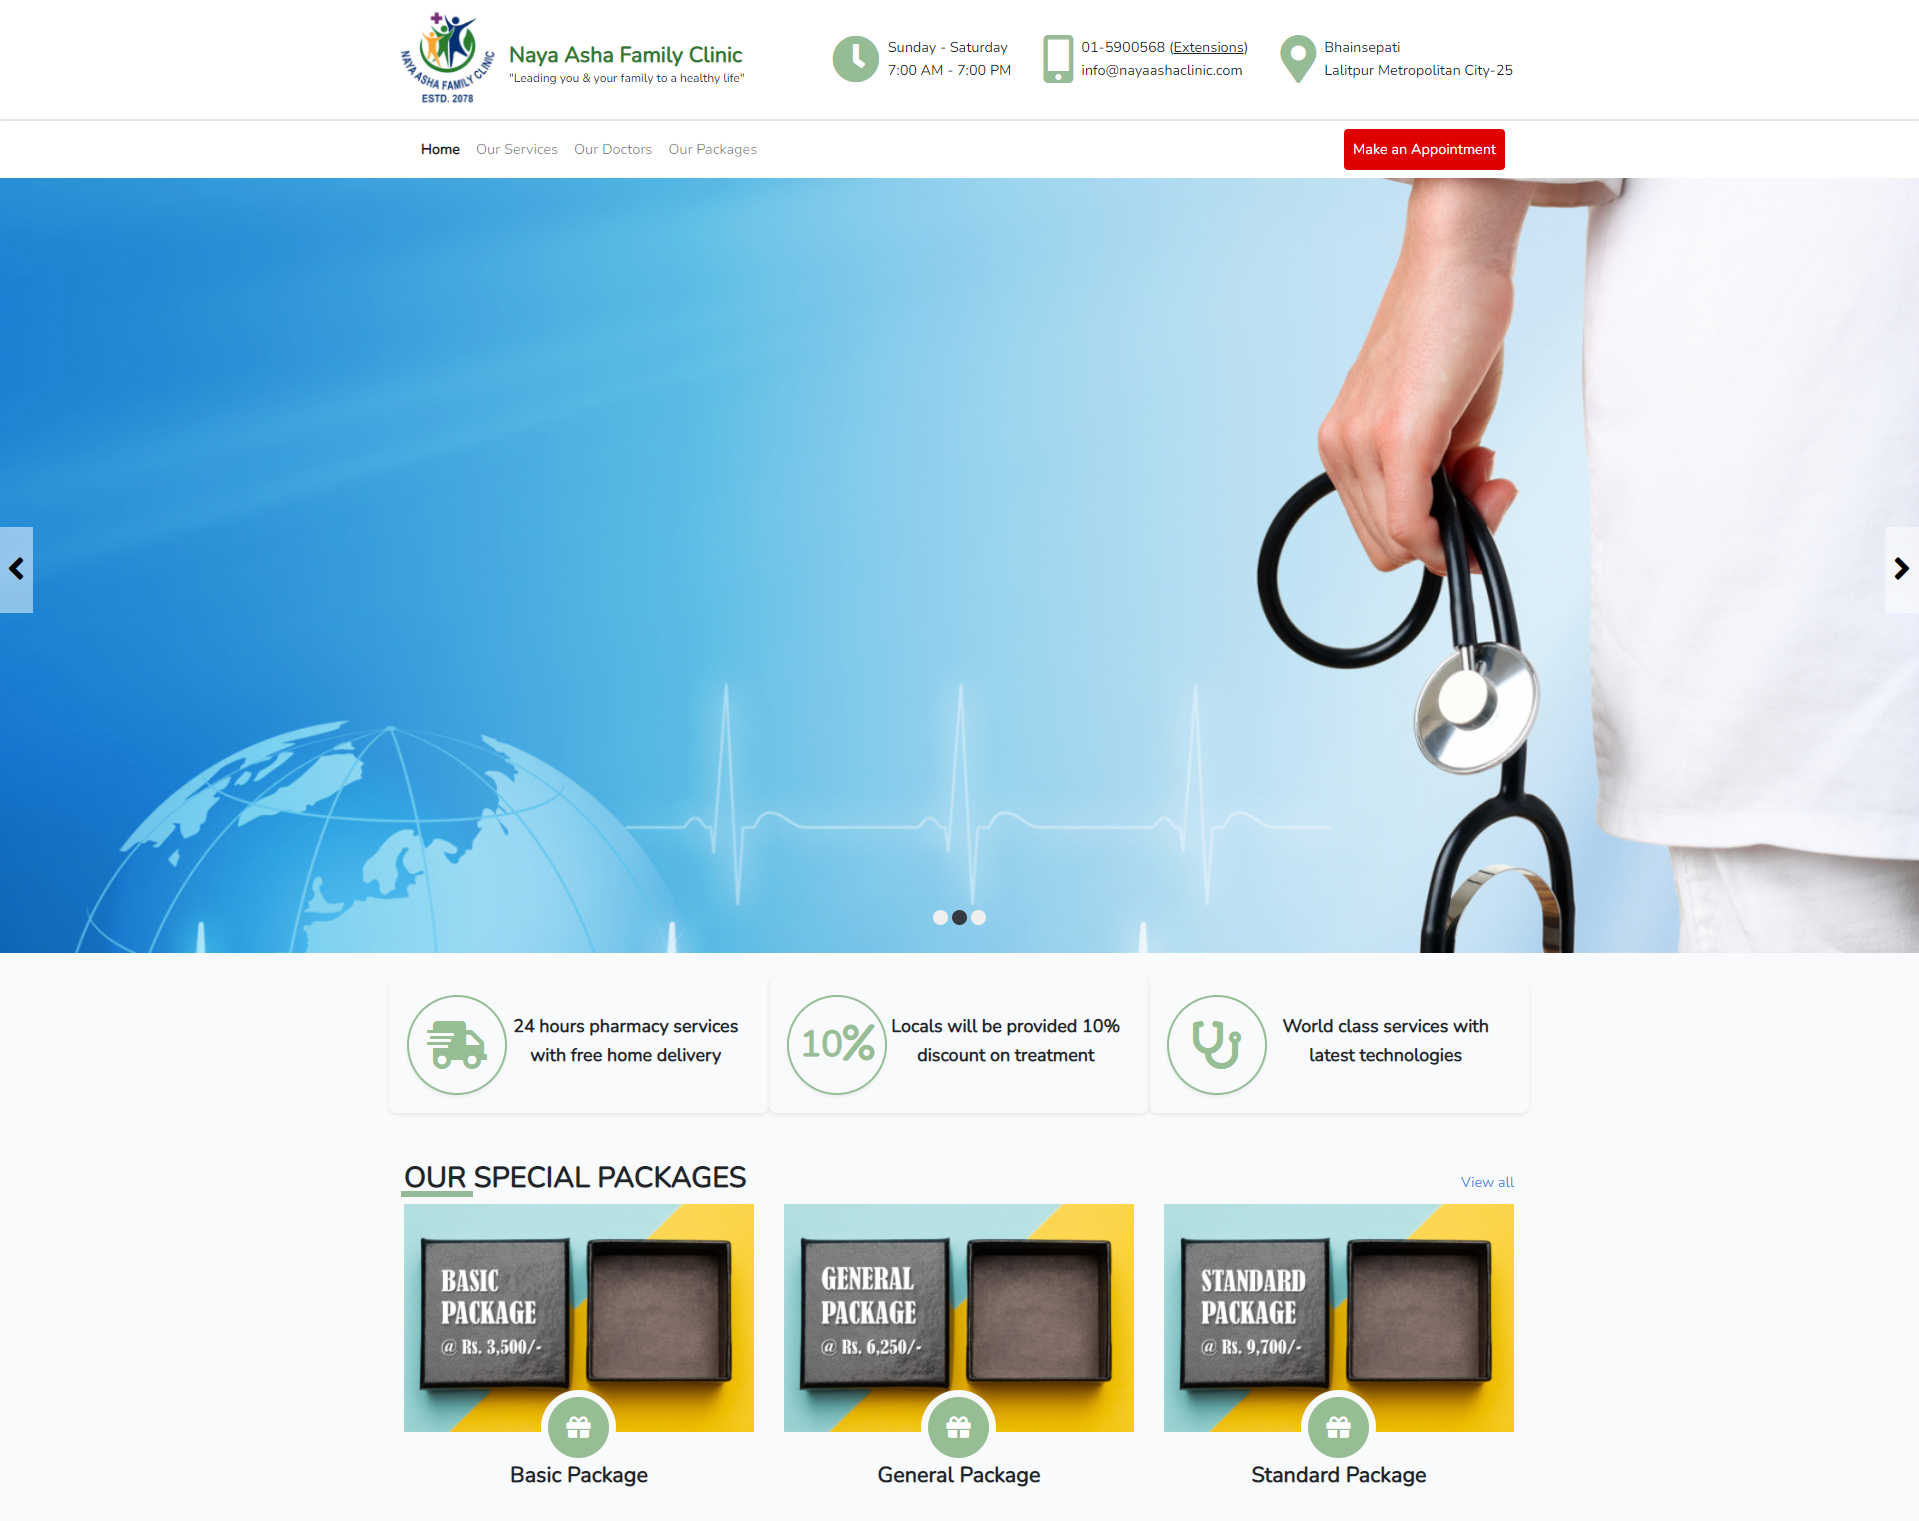 NAYA ASHA FAMILY CLINIC
ESTD. 2078
Naya Asha Family Clinic
"Leading you & your family to a healthy life"
Sunday - Saturday
7:00 AM - 7:00 PM
01-5900568 (Extensions)
info@nayaashaclinic.com
Bhainsepati
Lalitpur Metropolitan City-25
Home Our Services Our Doctors Our Packages
Make an Appointment
24 hours pharmacy services
with free home delivery
10%
Locals will be provided 10%
discount on treatment
World class services with
latest technologies
OUR SPECIAL PACKAGES
View all
BASIC
PACKAGE
@ Rs. 3,500/-
GENERAL
PACKAGE
@ Rs. 6,250/-
STANDARD
PACKAGE
@ Rs. 9,700/-
Basic Package
General Package
Standard Package